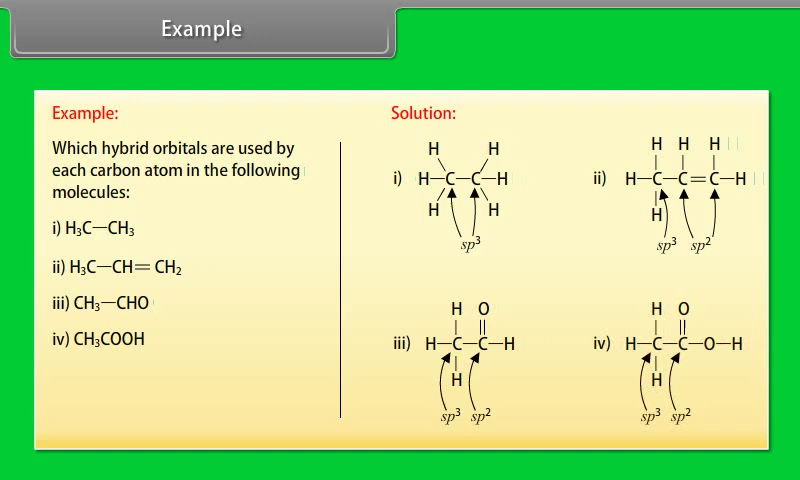 Example
Example:
Which hybrid orbitals are used by
each carbon atom in the following
molecules:
i) H₃C—CH₃
ii) H₃C—CH=CH₂
iii) CH₃—CHO
iv) CH₃COOH
Solution:
H H
i) H—C—C—H
H H
sp³
H H H
ii) H—C—C=C—H
H
sp³ sp²
H O
iii) H—C—C—H
H
sp³ sp²
H O
iv) H—C—C—O—H
H
sp³ sp²